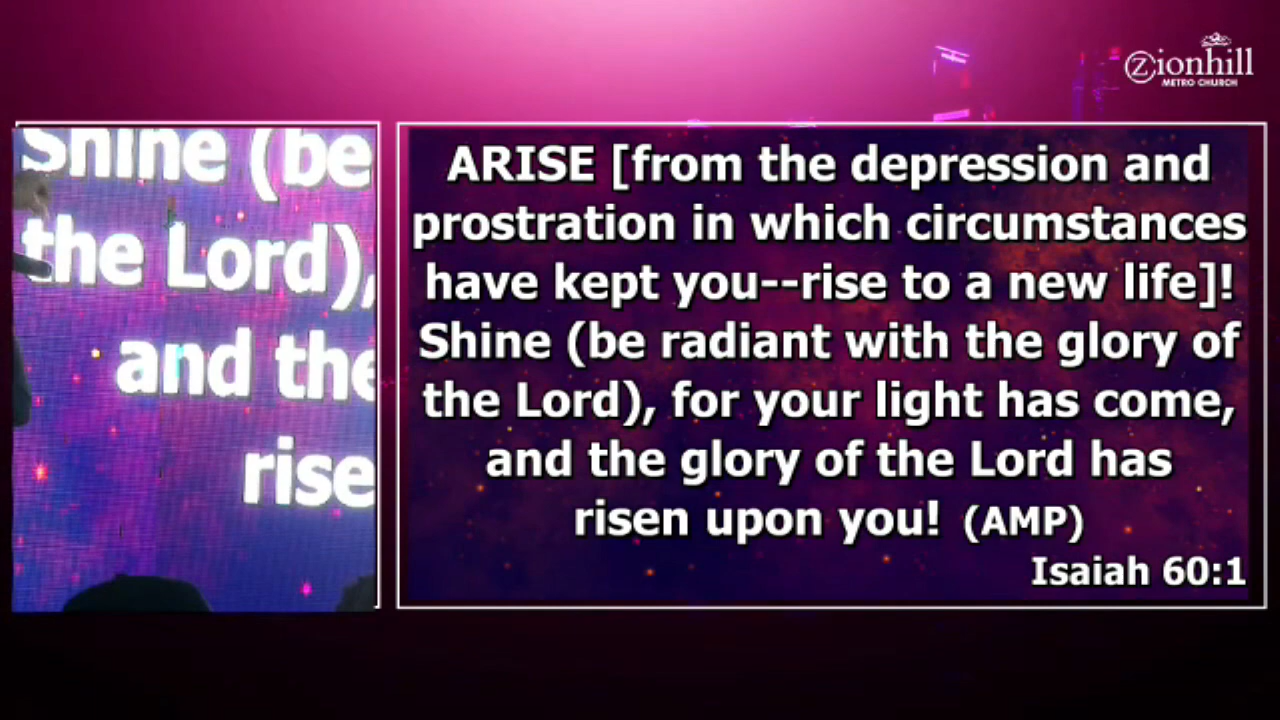 zionhill
METRO CHURCH
Shine (be
the Lord),
and the
rise
ARISE [from the depression and
prostration in which circumstances
have kept you--rise to a new life]!
Shine (be radiant with the glory of
the Lord), for your light has come,
and the glory of the Lord has
risen upon you! (AMP)
Isaiah 60:1